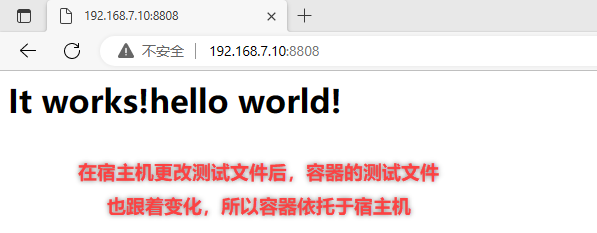 192.168.7.10:8808
不安全
192.168.7.10:8808
It works!hello world!
在宿主机更改测试文件后，容器的测试文件
也跟着变化，所以容器依托于宿主机